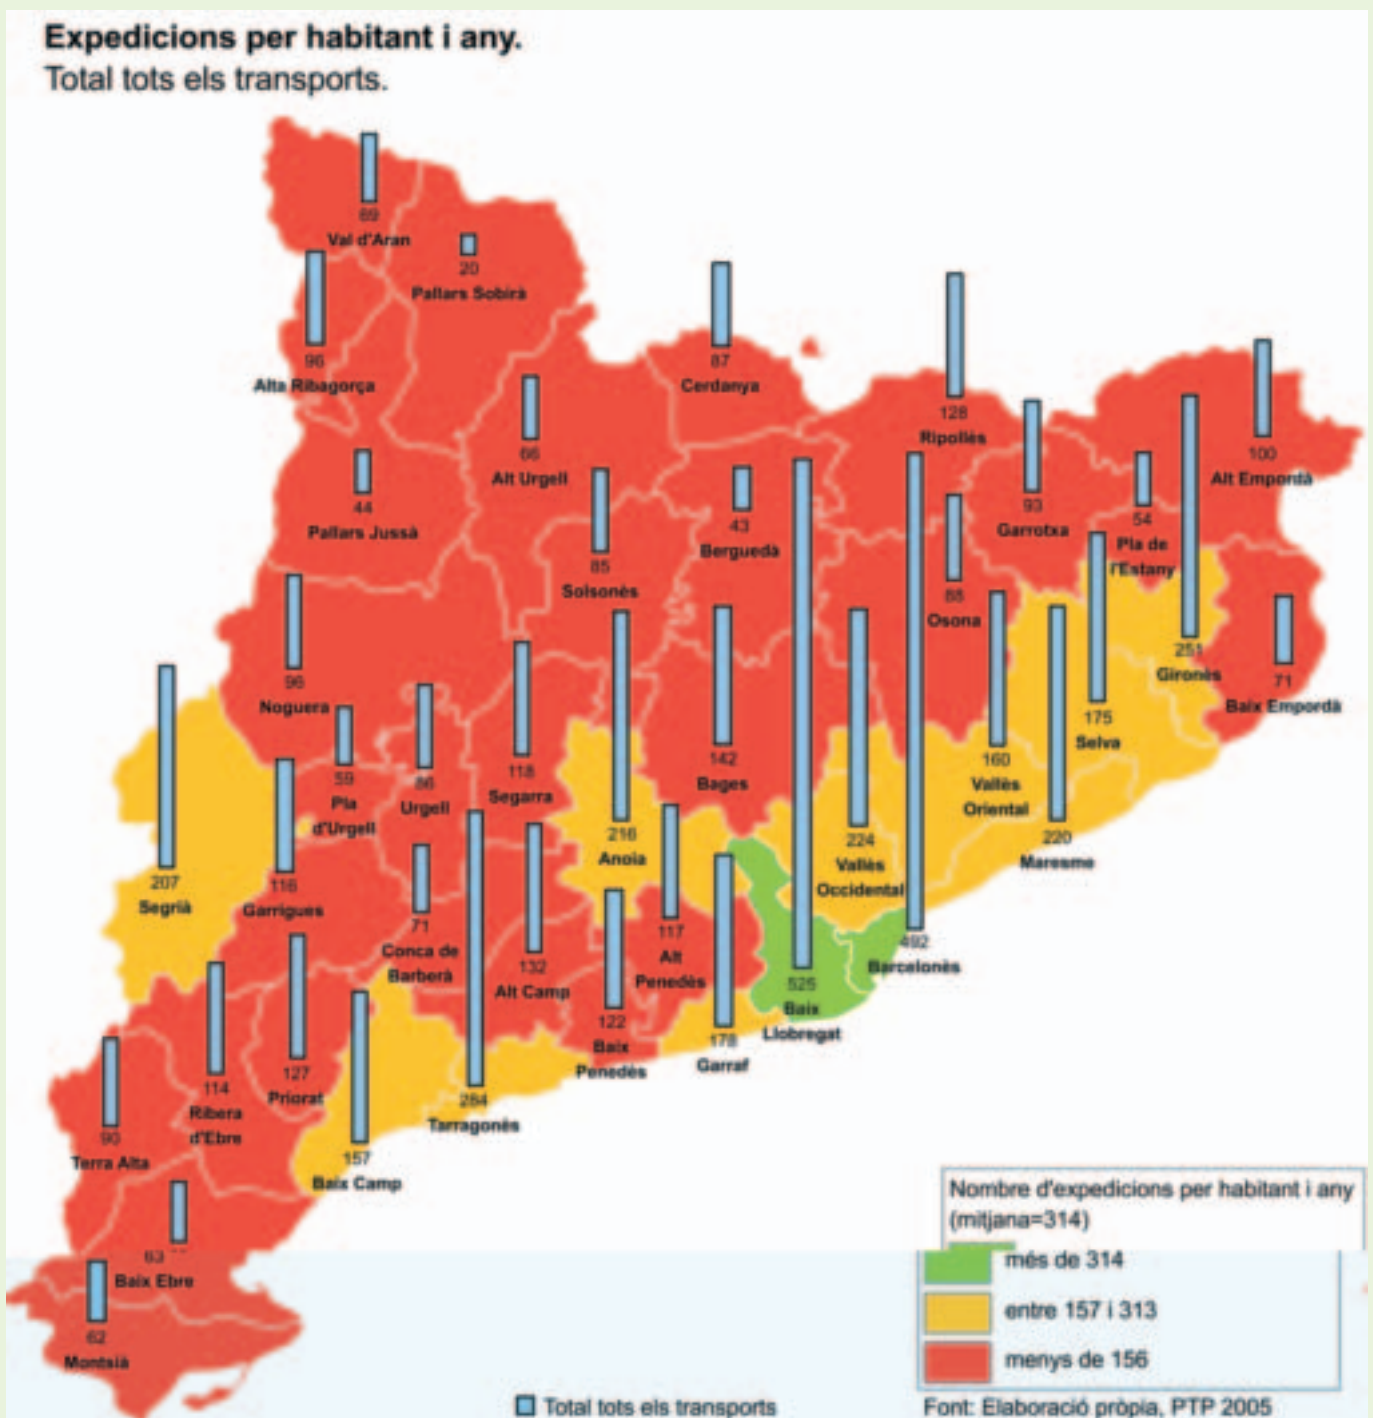 Expedicions per habitant i any.
Total tots els transports.
69
Val d'Aran
20
Pallars Sobirà
96
Alta Ribagorça
87
Cerdanya
128
Ripollès
100
Alt Empordà
66
Alt Urgell
44
Pallars Jussà
85
Solsonès
43
Berguedà
93
Garrotxa
54
Pla de
l'Estany
88
Osona
251
Gironès
71
Baix Empordà
96
Noguera
59
Pla
d'Urgell
86
Urgell
118
Segarra
142
Bages
175
Selva
160
Vallès
Oriental
220
Maresme
207
Segrià
116
Garrigues
216
Anoia
224
Vallès
Occidental
71
Conca de
Barberà
132
Alt Camp
117
Alt
Penedès
492
Barcelonès
525
Baix
Llobregat
122
Baix
Penedès
178
Garraf
114
Ribera
d'Ebre
127
Priorat
284
Tarragonès
90
Terra Alta
157
Baix Camp
63
Baix Ebre
62
Montsià
Nombre d'expedicions per habitant i any
(mitjana=314)
més de 314
entre 157 i 313
menys de 156
Total tots els transports
Font: Elaboració pròpia, PTP 2005